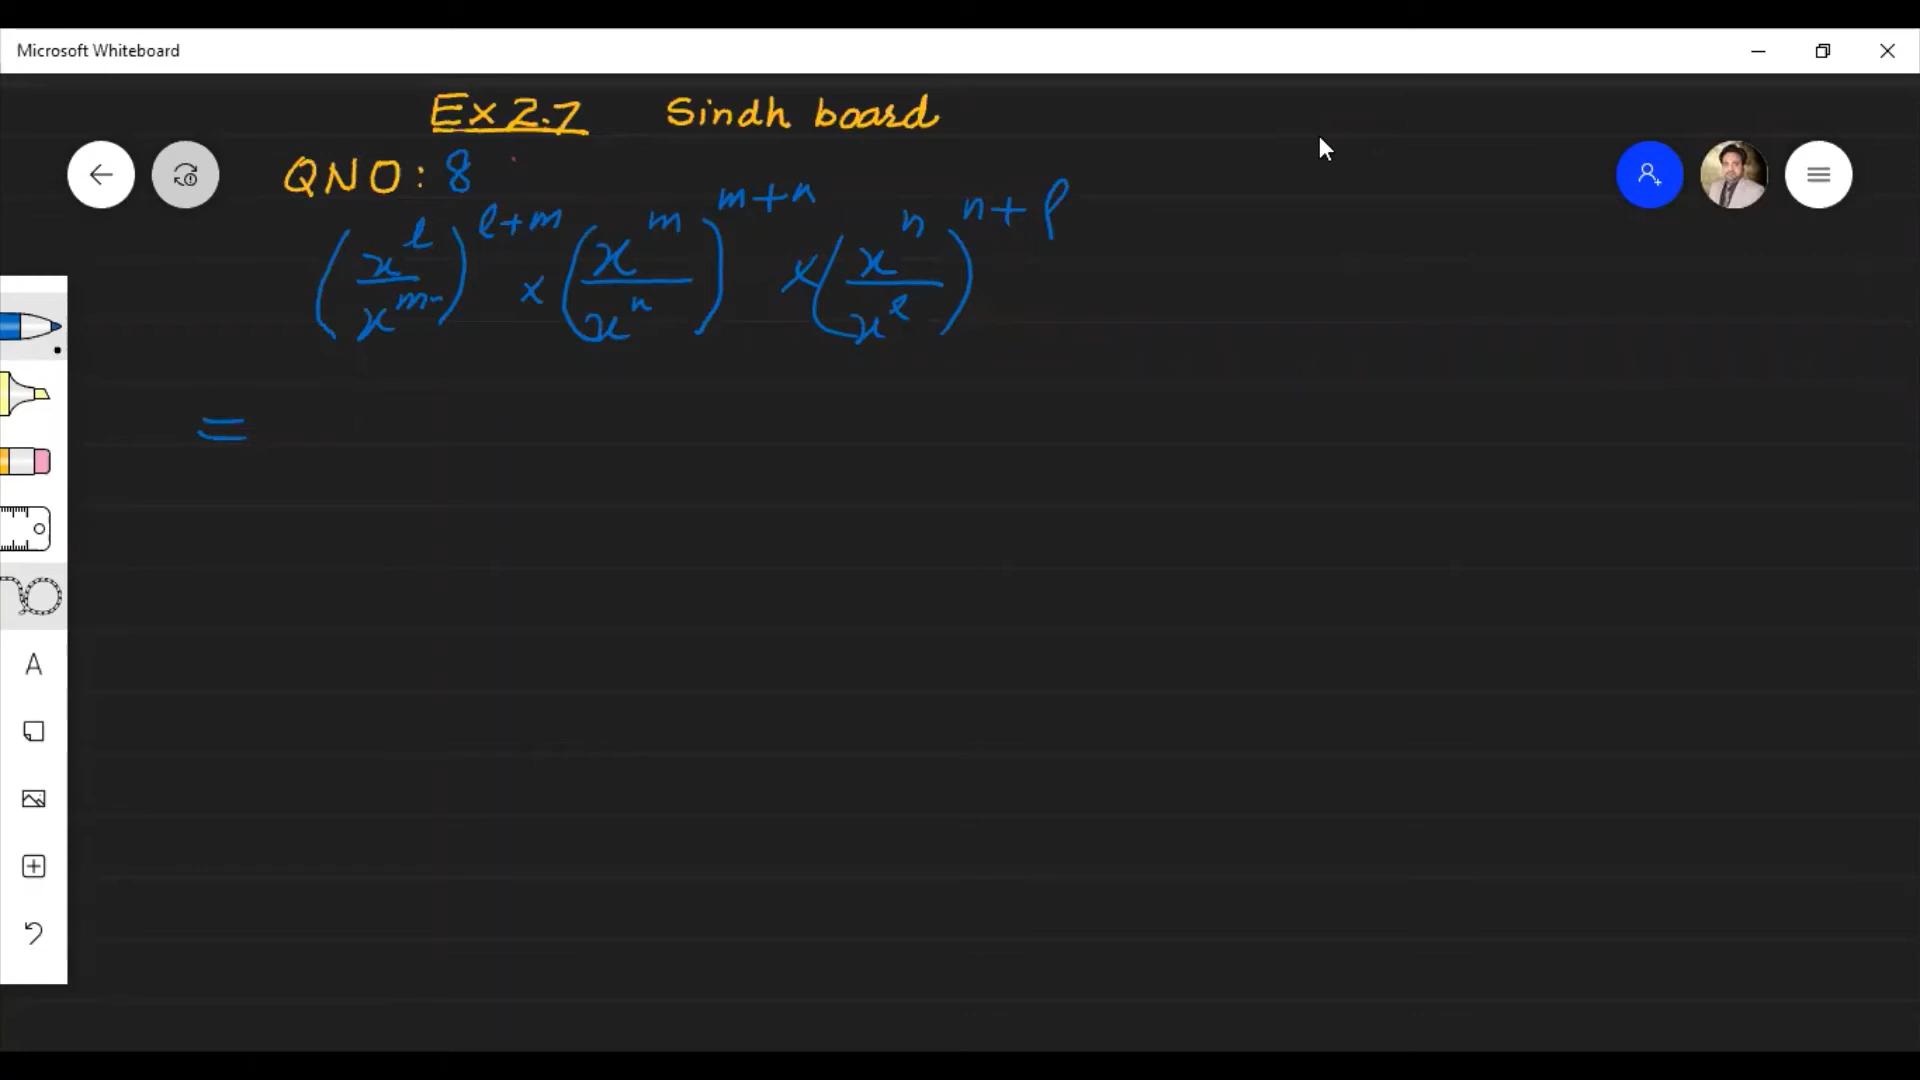 Microsoft Whiteboard
Ex 2.7 Sindh board
QNO: 8
(x^l / x^m)^{l+m} × (x^m / x^n)^{m+n} × (x^n / x^l)^{n+l}
=
A